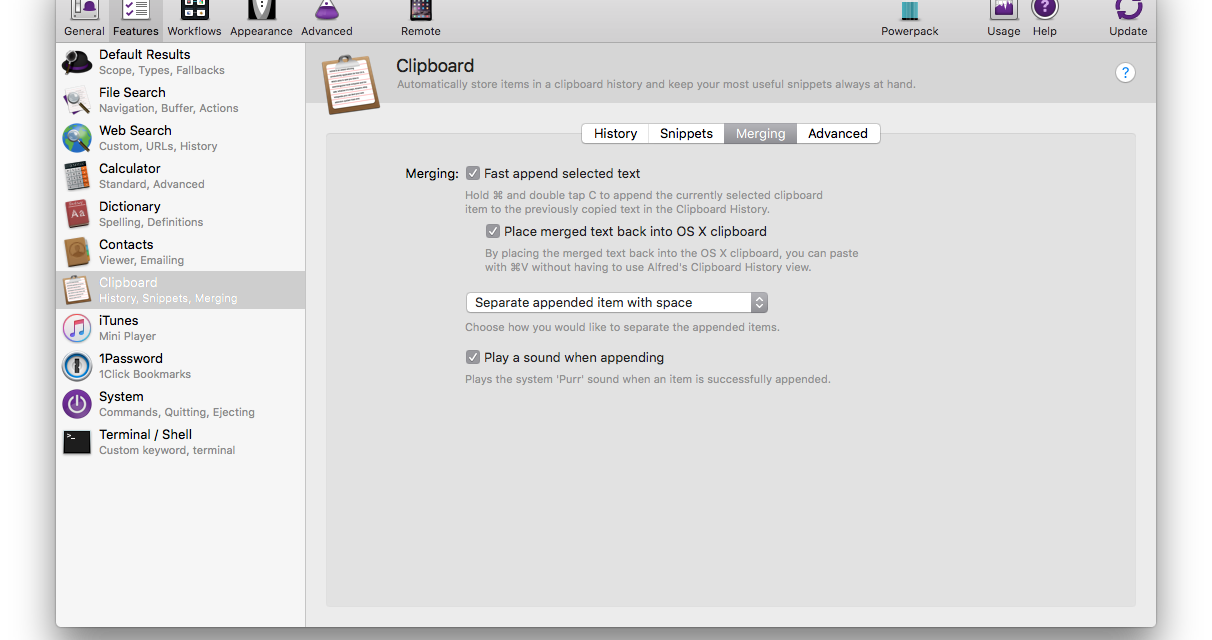 General Features Workflows Appearance Advanced Remote Powerpack Usage Help Update
Default Results
Scope, Types, Fallbacks
File Search
Navigation, Buffer, Actions
Web Search
Custom, URLs, History
Calculator
Standard, Advanced
Dictionary
Spelling, Definitions
Contacts
Viewer, Emailing
Clipboard
History, Snippets, Merging
iTunes
Mini Player
1Password
1Click Bookmarks
System
Commands, Quitting, Ejecting
Terminal / Shell
Custom keyword, terminal
Clipboard
Automatically store items in a clipboard history and keep your most useful snippets always at hand.
?
History Snippets Merging Advanced
Merging: Fast append selected text
Hold ⌘ and double tap C to append the currently selected clipboard
item to the previously copied text in the Clipboard History.
Place merged text back into OS X clipboard
By placing the merged text back into the OS X clipboard, you can paste
with ⌘V without having to use Alfred's Clipboard History view.
Separate appended item with space
Choose how you would like to separate the appended items.
Play a sound when appending
Plays the system 'Purr' sound when an item is successfully appended.